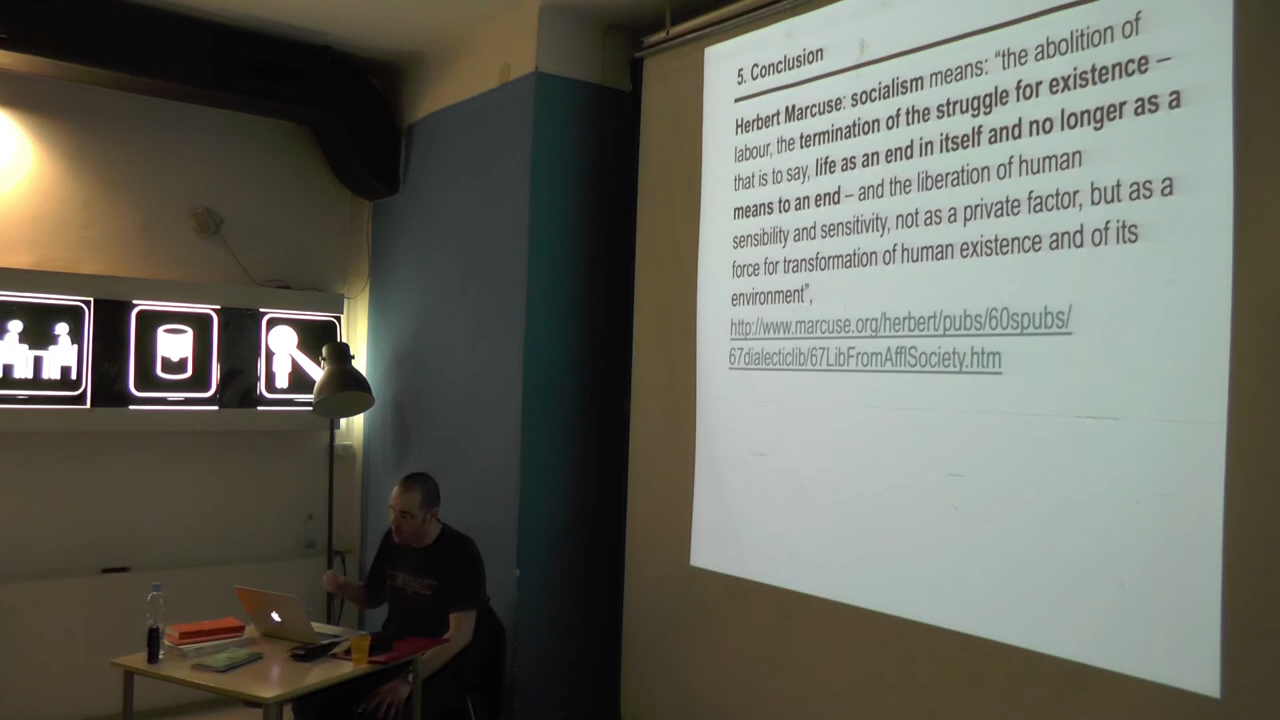 5. Conclusion
Herbert Marcuse: socialism means: “the abolition of
labour, the termination of the struggle for existence –
that is to say, life as an end in itself and no longer as a
means to an end – and the liberation of human
sensibility and sensitivity, not as a private factor, but as a
force for transformation of human existence and of its
environment”,
http://www.marcuse.org/herbert/pubs/60spubs/
67dialecticlib/67LibFromAfflSociety.htm